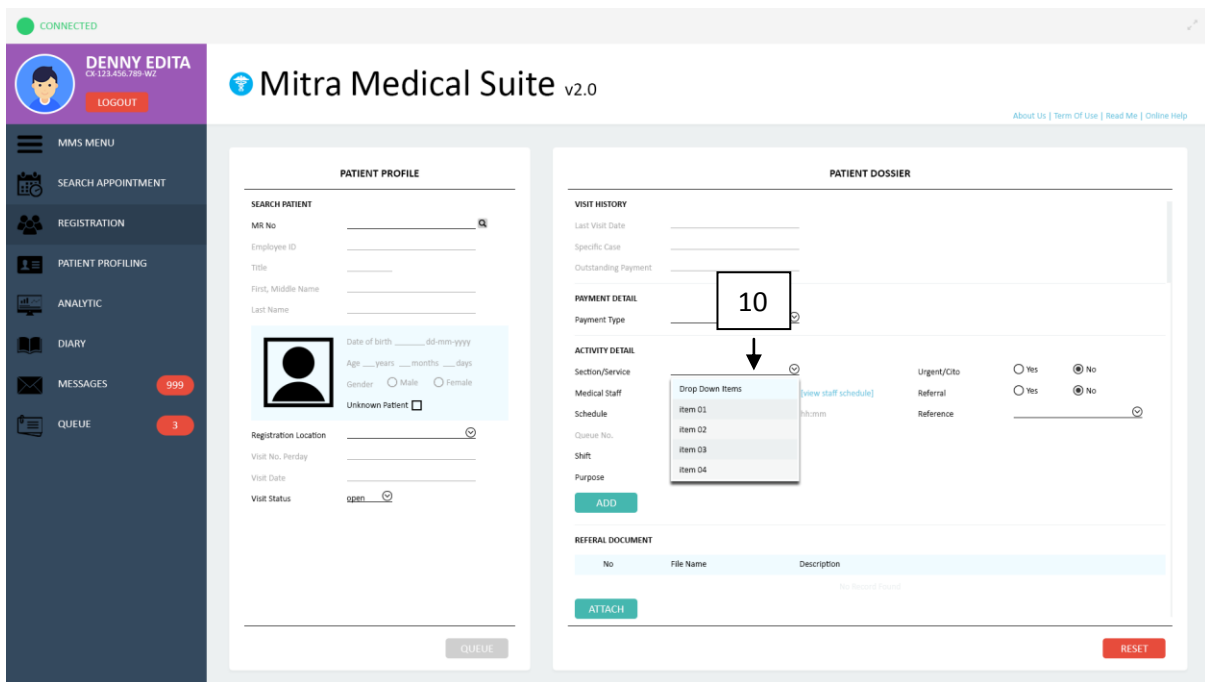 CONNECTED
DENNY EDITA
CX-123.456.789-WZ
LOGOUT
Mitra Medical Suite v2.0
About Us | Term Of Use | Read Me | Online Help
MMS MENU
SEARCH APPOINTMENT
REGISTRATION
PATIENT PROFILING
ANALYTIC
DIARY
MESSAGES 999
QUEUE 3
PATIENT PROFILE
SEARCH PATIENT
MR No
Employee ID
Title
First, Middle Name
Last Name
Date of birth ______dd-mm-yyyy
Age __years __months __days
Gender Male Female
Unknown Patient
Registration Location
Visit No. Perday
Visit Date
Visit Status open
QUEUE
PATIENT DOSSIER
VISIT HISTORY
Last Visit Date
Specific Case
Outstanding Payment
PAYMENT DETAIL
10
Payment Type
ACTIVITY DETAIL
Section/Service Urgent/Cito Yes No
Medical Staff [view staff schedule] Referral Yes No
Schedule hh:mm Reference
Queue No.
Shift
Purpose
Drop Down Items
item 01
item 02
item 03
item 04
ADD
REFERAL DOCUMENT
No File Name Description
No Record Found
ATTACH
RESET